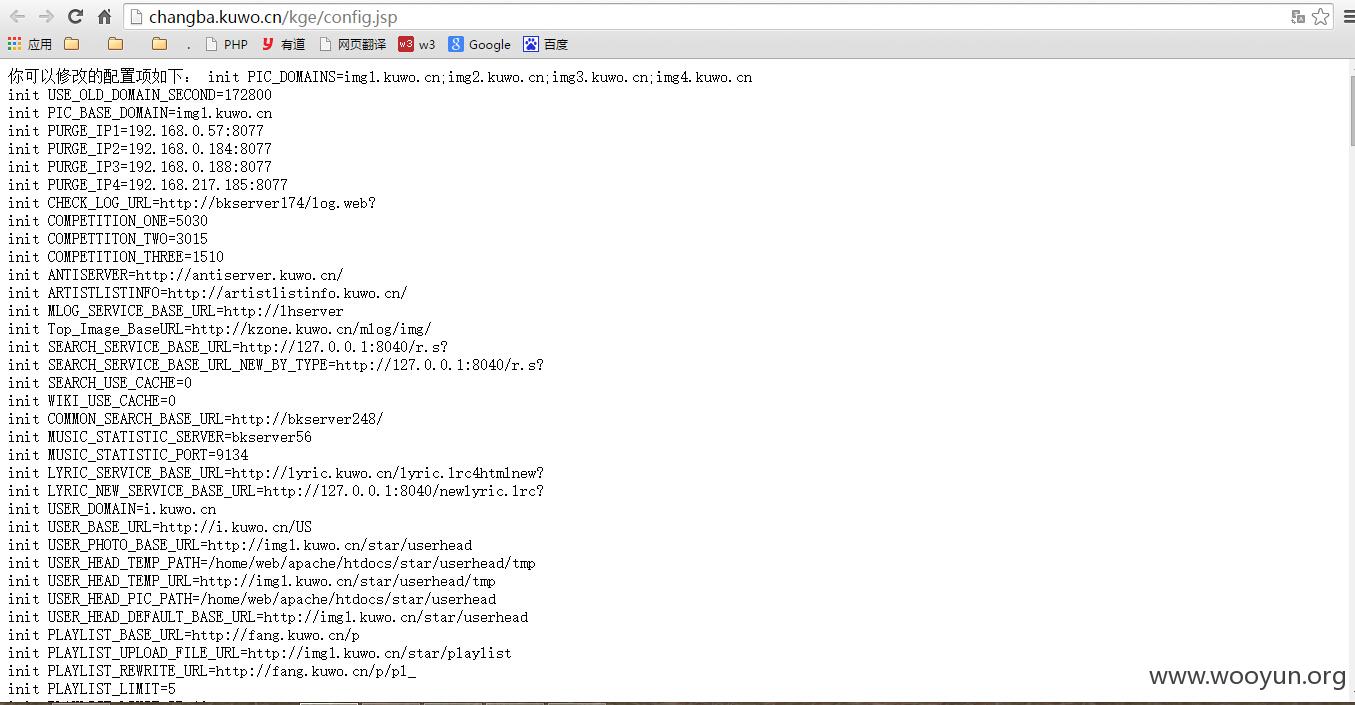 changba.kuwo.cn/kge/config.jsp
应用 . PHP 有道 网页翻译 w3 w3 Google 百度
你可以修改的配置项如下： init PIC_DOMAINS=img1.kuwo.cn;img2.kuwo.cn;img3.kuwo.cn;img4.kuwo.cn
init USE_OLD_DOMAIN_SECOND=172800
init PIC_BASE_DOMAIN=img1.kuwo.cn
init PURGE_IP1=192.168.0.57:8077
init PURGE_IP2=192.168.0.184:8077
init PURGE_IP3=192.168.0.188:8077
init PURGE_IP4=192.168.217.185:8077
init CHECK_LOG_URL=http://bkserver174/log.web?
init COMPETITION_ONE=5030
init COMPETTITON_TWO=3015
init COMPETITION_THREE=1510
init ANTISERVER=http://antiserver.kuwo.cn/
init ARTISTLISTINFO=http://artistlistinfo.kuwo.cn/
init MLOG_SERVICE_BASE_URL=http://lhserver
init Top_Image_BaseURL=http://kzone.kuwo.cn/mlog/img/
init SEARCH_SERVICE_BASE_URL=http://127.0.0.1:8040/r.s?
init SEARCH_SERVICE_BASE_URL_NEW_BY_TYPE=http://127.0.0.1:8040/r.s?
init SEARCH_USE_CACHE=0
init WIKI_USE_CACHE=0
init COMMON_SEARCH_BASE_URL=http://bkserver248/
init MUSIC_STATISTIC_SERVER=bkserver56
init MUSIC_STATISTIC_PORT=9134
init LYRIC_SERVICE_BASE_URL=http://lyric.kuwo.cn/lyric.lrc4htmlnew?
init LYRIC_NEW_SERVICE_BASE_URL=http://127.0.0.1:8040/newlyric.lrc?
init USER_DOMAIN=i.kuwo.cn
init USER_BASE_URL=http://i.kuwo.cn/US
init USER_PHOTO_BASE_URL=http://img1.kuwo.cn/star/userhead
init USER_HEAD_TEMP_PATH=/home/web/apache/htdocs/star/userhead/tmp
init USER_HEAD_TEMP_URL=http://img1.kuwo.cn/star/userhead/tmp
init USER_HEAD_PIC_PATH=/home/web/apache/htdocs/star/userhead
init USER_HEAD_DEFAULT_BASE_URL=http://img1.kuwo.cn/star/userhead
init PLAYLIST_BASE_URL=http://fang.kuwo.cn/p
init PLAYLIST_UPLOAD_FILE_URL=http://img1.kuwo.cn/star/playlist
init PLAYLIST_REWRITE_URL=http://fang.kuwo.cn/p/pl_
init PLAYLIST_LIMIT=5
www.wooyun.org